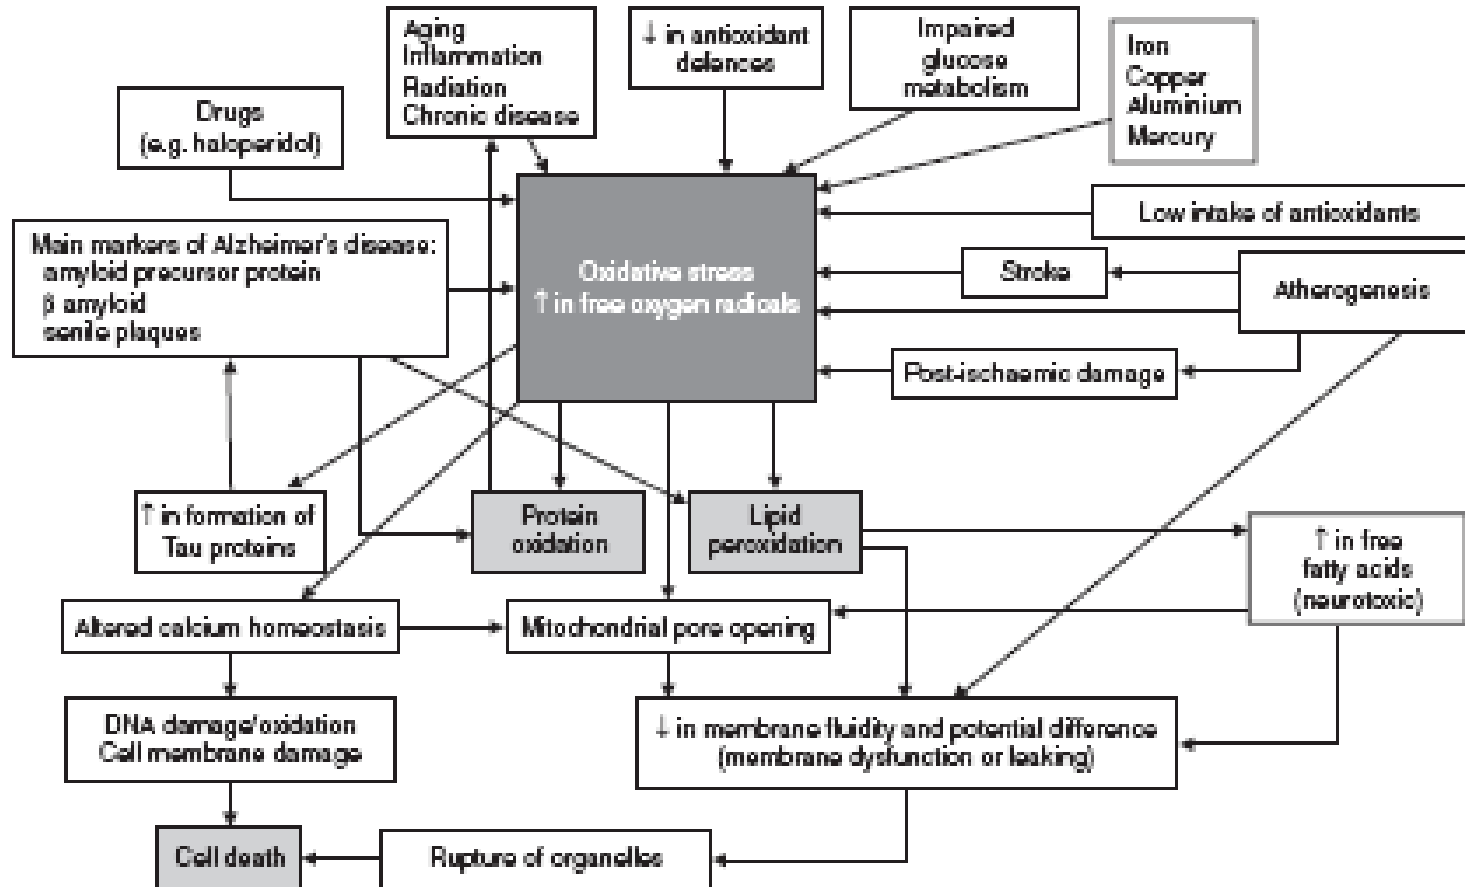 Aging
Inflammation
Radiation
Chronic disease
↓ in antioxidant
defences
Impaired
glucose
metabolism
Iron
Copper
Aluminium
Mercury
Drugs
(e.g. haloperidol)
Low intake of antioxidants
Main markers of Alzheimer's disease:
amyloid precursor protein
β amyloid
senile plaques
Oxidative stress
↑ in free oxygen radicals
Stroke
Atherogenesis
Post-ischaemic damage
↑ in formation of
Tau proteins
Protein
oxidation
Lipid
peroxidation
↑ in free
fatty acids
(neurotoxic)
Altered calcium homeostasis
Mitochondrial pore opening
DNA damage/oxidation
Cell membrane damage
↓ in membrane fluidity and potential difference
(membrane dysfunction or leaking)
Cell death
Rupture of organelles